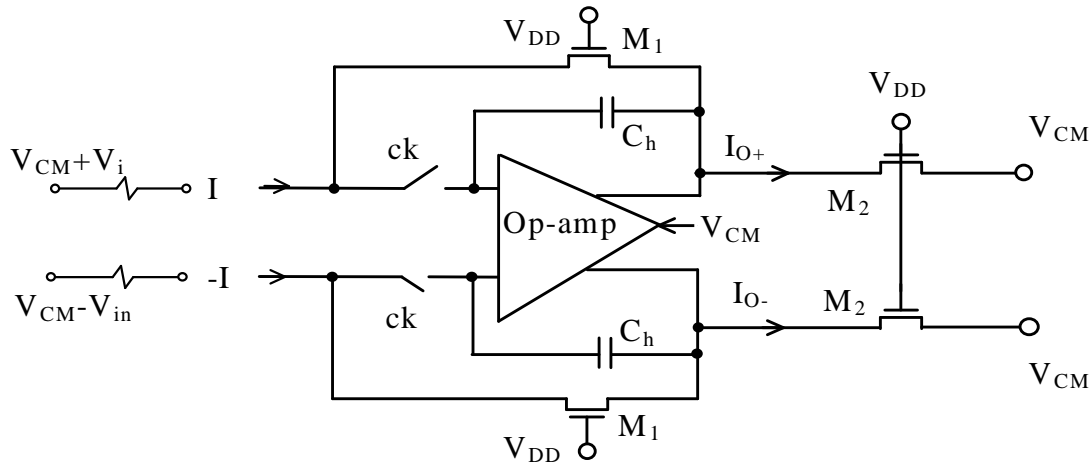 V_DD M_1
V_DD
C_h
V_CM
V_CM+V_i
ck
I_O+
I
M_2
Op-amp
V_CM
-I
I_O-
M_2
V_CM-V_in
ck
C_h
V_CM
M_1
V_DD